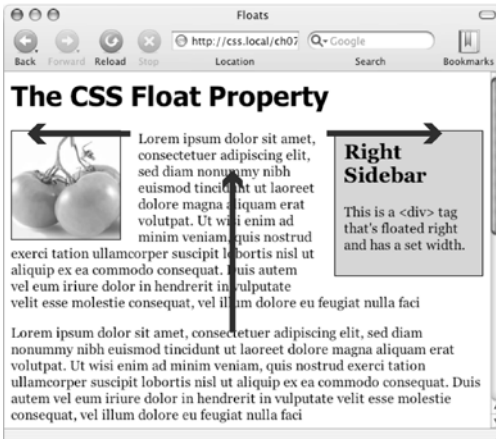 Floats
http://css.local/ch07
Google
Back
Forward
Reload
Stop
Location
Search
Bookmarks
The CSS Float Property
Lorem ipsum dolor sit amet,
consectetuer adipiscing elit,
sed diam nonummy nibh
euismod tincidunt ut laoreet
dolore magna aliquam erat
volutpat. Ut wisi enim ad
minim veniam, quis nostrud
exerci tation ullamcorper suscipit lobortis nisl ut
aliquip ex ea commodo consequat. Duis autem
vel eum iriure dolor in hendrerit in vulputate
velit esse molestie consequat, vel illum dolore eu feugiat nulla faci
Right
Sidebar
This is a <div> tag
that's floated right
and has a set width.
Lorem ipsum dolor sit amet, consectetuer adipiscing elit, sed diam
nonummy nibh euismod tincidunt ut laoreet dolore magna aliquam erat
volutpat. Ut wisi enim ad minim veniam, quis nostrud exerci tation
ullamcorper suscipit lobortis nisl ut aliquip ex ea commodo consequat. Duis
autem vel eum iriure dolor in hendrerit in vulputate velit esse molestie
consequat, vel illum dolore eu feugiat nulla faci